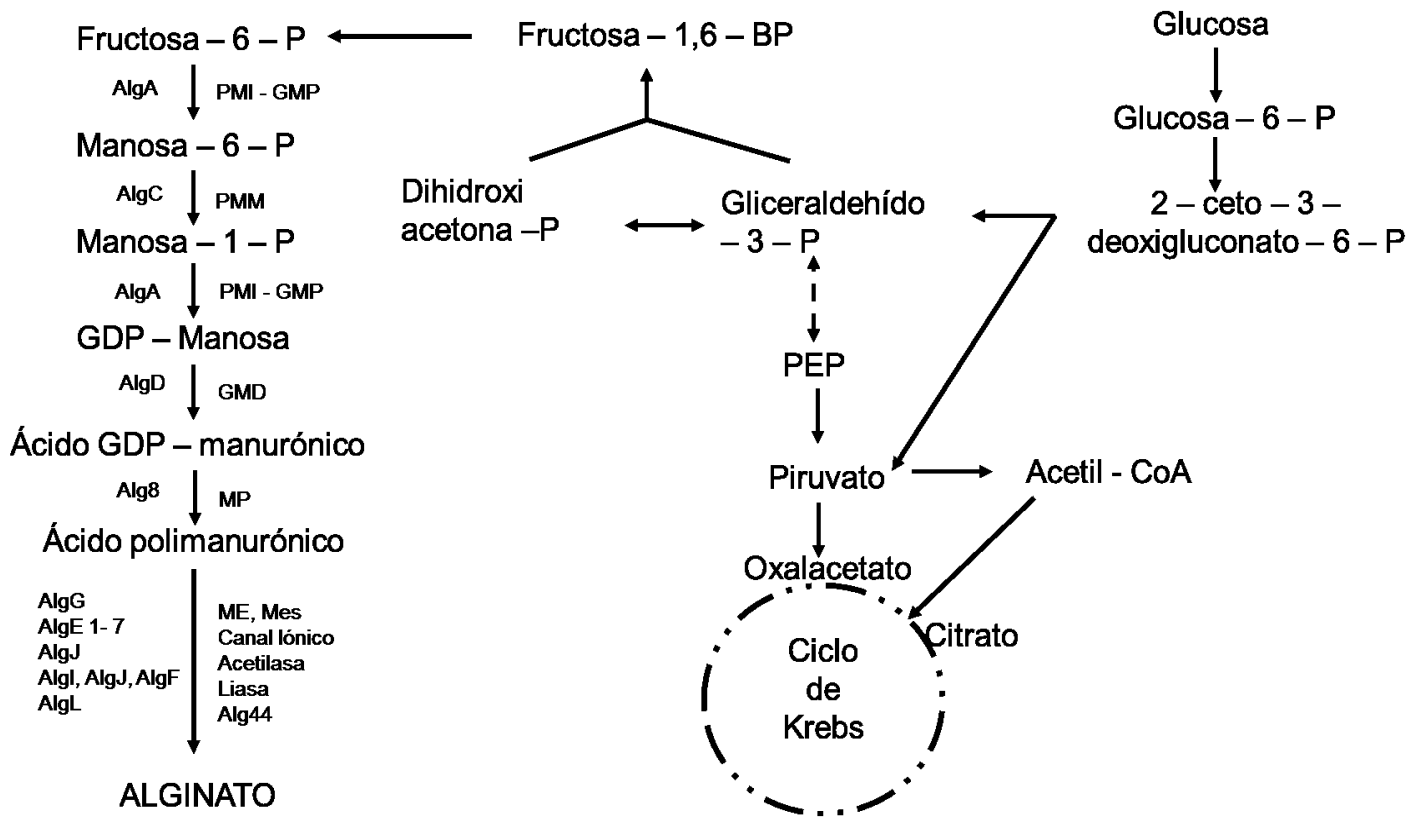 Fructosa – 6 – P
AlgA
PMI - GMP
Manosa – 6 – P
AlgC
PMM
Manosa – 1 – P
AlgA
PMI - GMP
GDP – Manosa
AlgD
GMD
Ácido GDP – manurónico
Alg8
MP
Ácido polimanurónico
AlgG
AlgE 1- 7
AlgJ
AlgI, AlgJ, AlgF
AlgL
ME, Mes
Canal Iónico
Acetilasa
Liasa
Alg44
ALGINATO
Fructosa – 1,6 – BP
Dihidroxi
acetona –P
Gliceraldehído
– 3 – P
PEP
Piruvato
Oxalacetato
Ciclo
de
Krebs
Glucosa
Glucosa – 6 – P
2 – ceto – 3 –
deoxigluconato – 6 – P
Acetil - CoA
Citrato